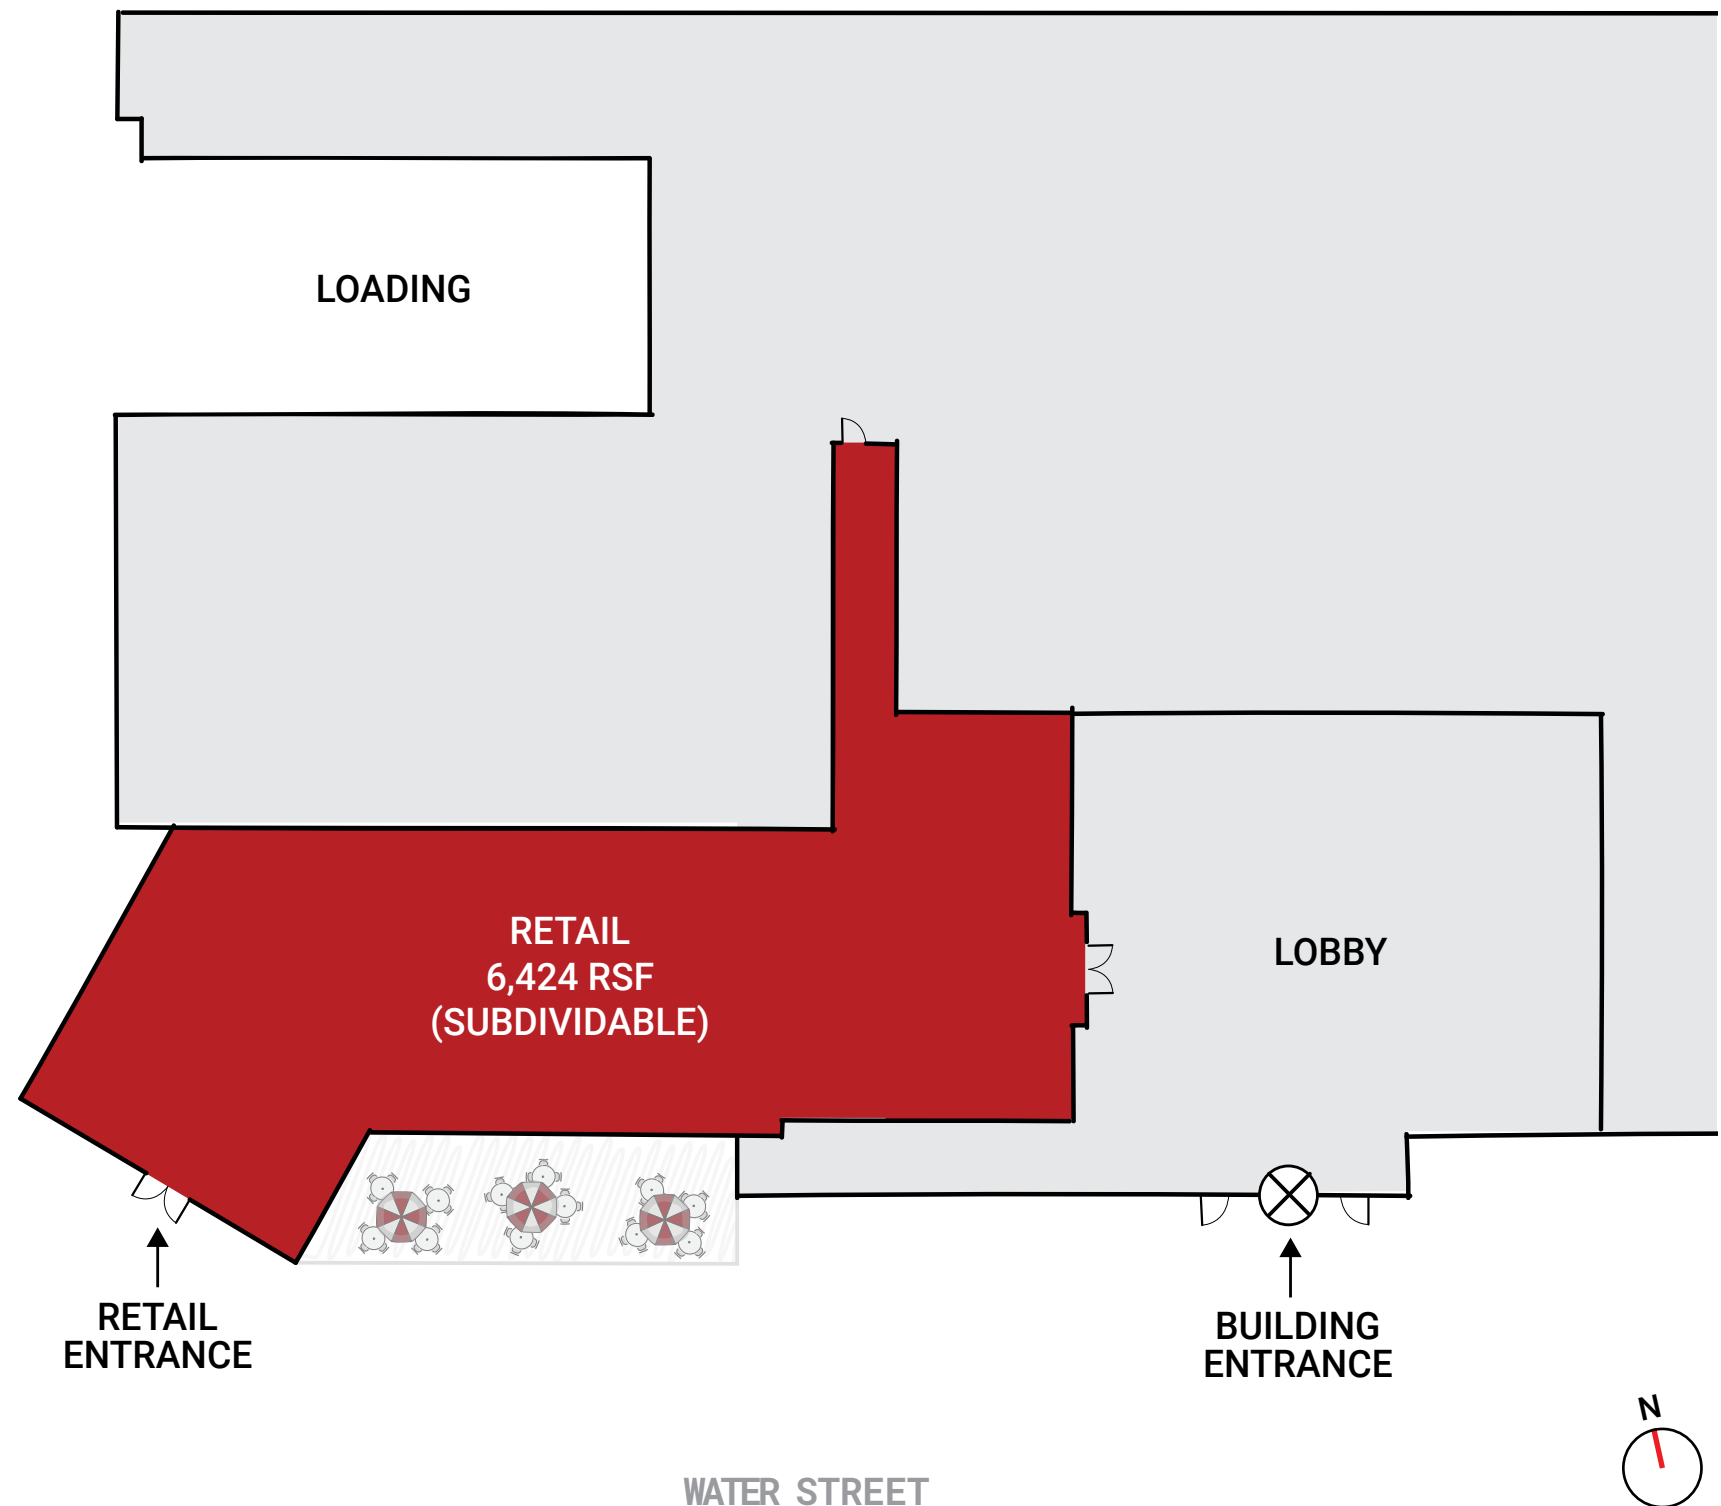 LOADING
RETAIL
6,424 RSF
(SUBDIVIDABLE)
LOBBY
RETAIL
ENTRANCE
BUILDING
ENTRANCE
N
WATER STREET